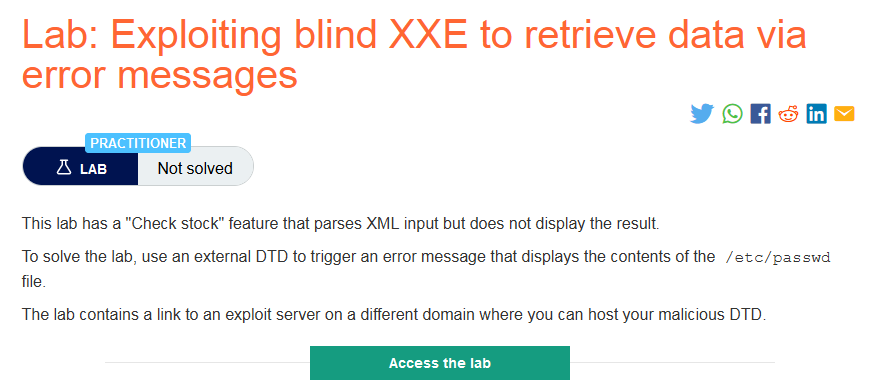 Lab: Exploiting blind XXE to retrieve data via
error messages
PRACTITIONER
LAB
Not solved
This lab has a "Check stock" feature that parses XML input but does not display the result.
To solve the lab, use an external DTD to trigger an error message that displays the contents of the /etc/passwd
file.
The lab contains a link to an exploit server on a different domain where you can host your malicious DTD.
Access the lab